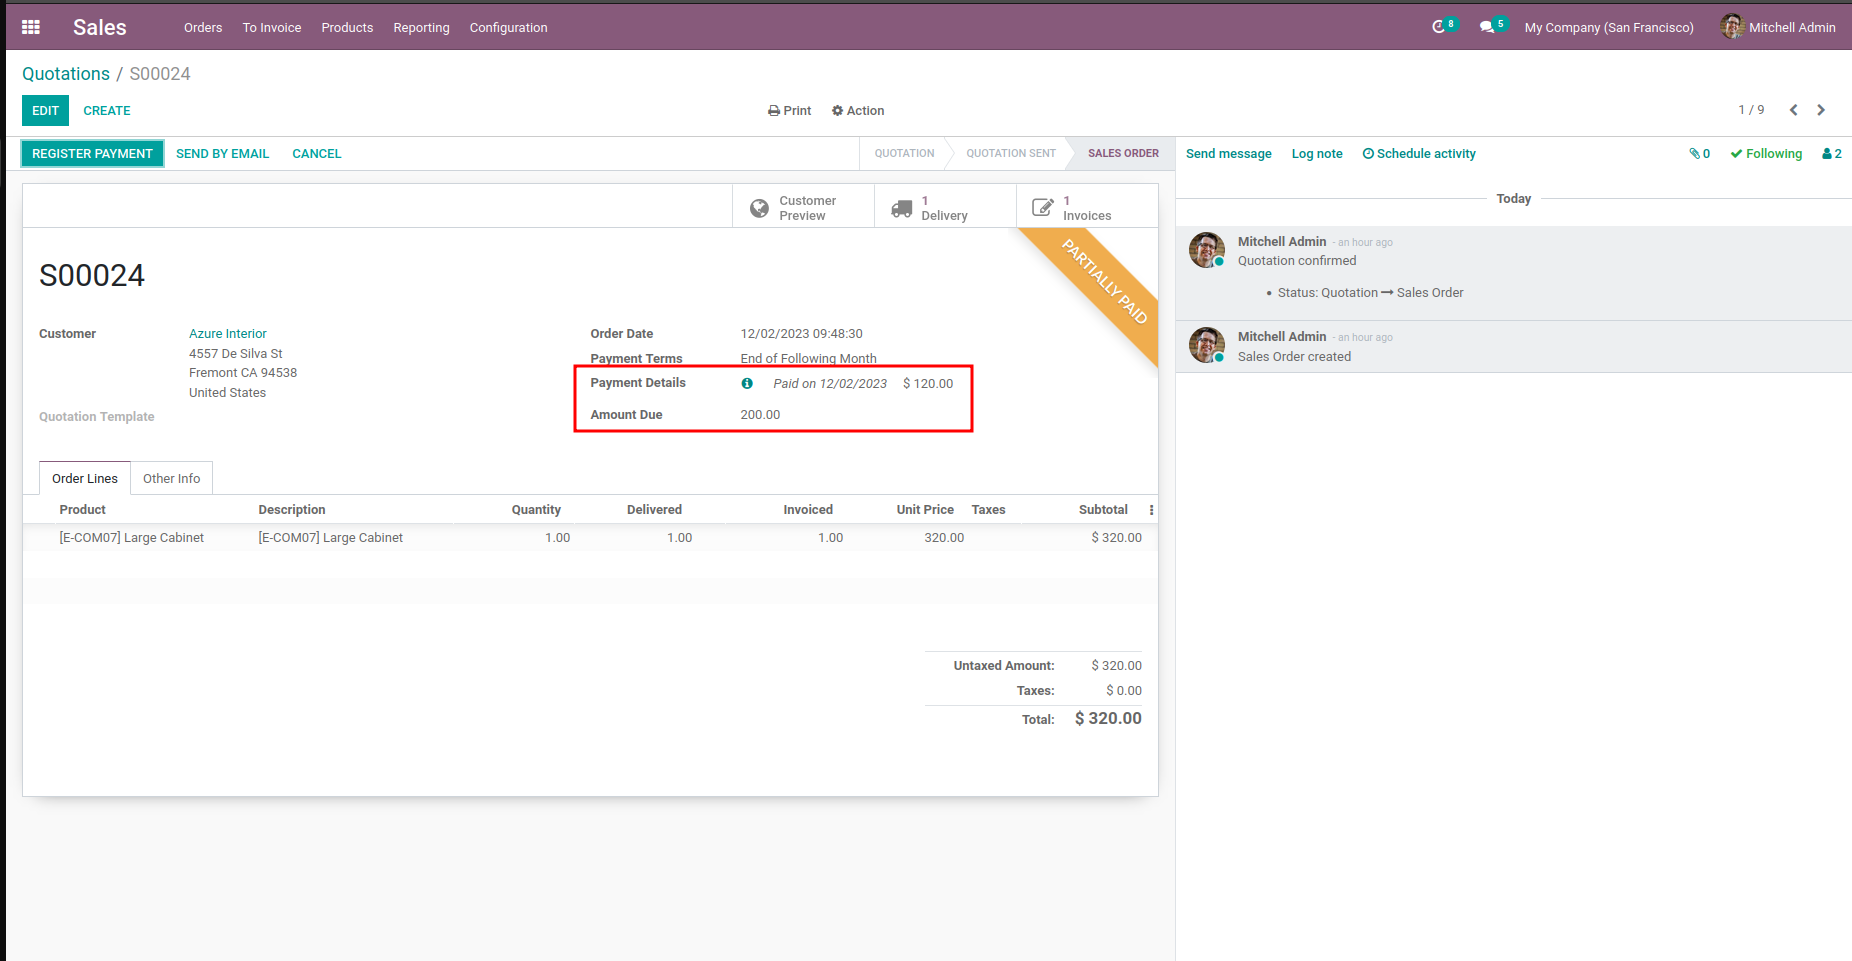 Sales Orders To Invoice Products Reporting Configuration 8 5 My Company (San Francisco) Mitchell Admin
Quotations / S00024
EDIT CREATE Print Action 1 / 9
REGISTER PAYMENT SEND BY EMAIL CANCEL QUOTATION QUOTATION SENT SALES ORDER
Customer Preview
1 Delivery
1 Invoices
PARTIALLY PAID
S00024
Customer Azure Interior
4557 De Silva St
Fremont CA 94538
United States
Quotation Template
Order Date 12/02/2023 09:48:30
Payment Terms End of Following Month
Payment Details Paid on 12/02/2023 $ 120.00
Amount Due 200.00
Order Lines Other Info
Product Description Quantity Delivered Invoiced Unit Price Taxes Subtotal
[E-COM07] Large Cabinet [E-COM07] Large Cabinet 1.00 1.00 1.00 320.00 $ 320.00
Untaxed Amount: $ 320.00
Taxes: $ 0.00
Total: $ 320.00
Send message Log note Schedule activity 0 Following 2
Today
Mitchell Admin - an hour ago
Quotation confirmed
• Status: Quotation → Sales Order
Mitchell Admin - an hour ago
Sales Order created